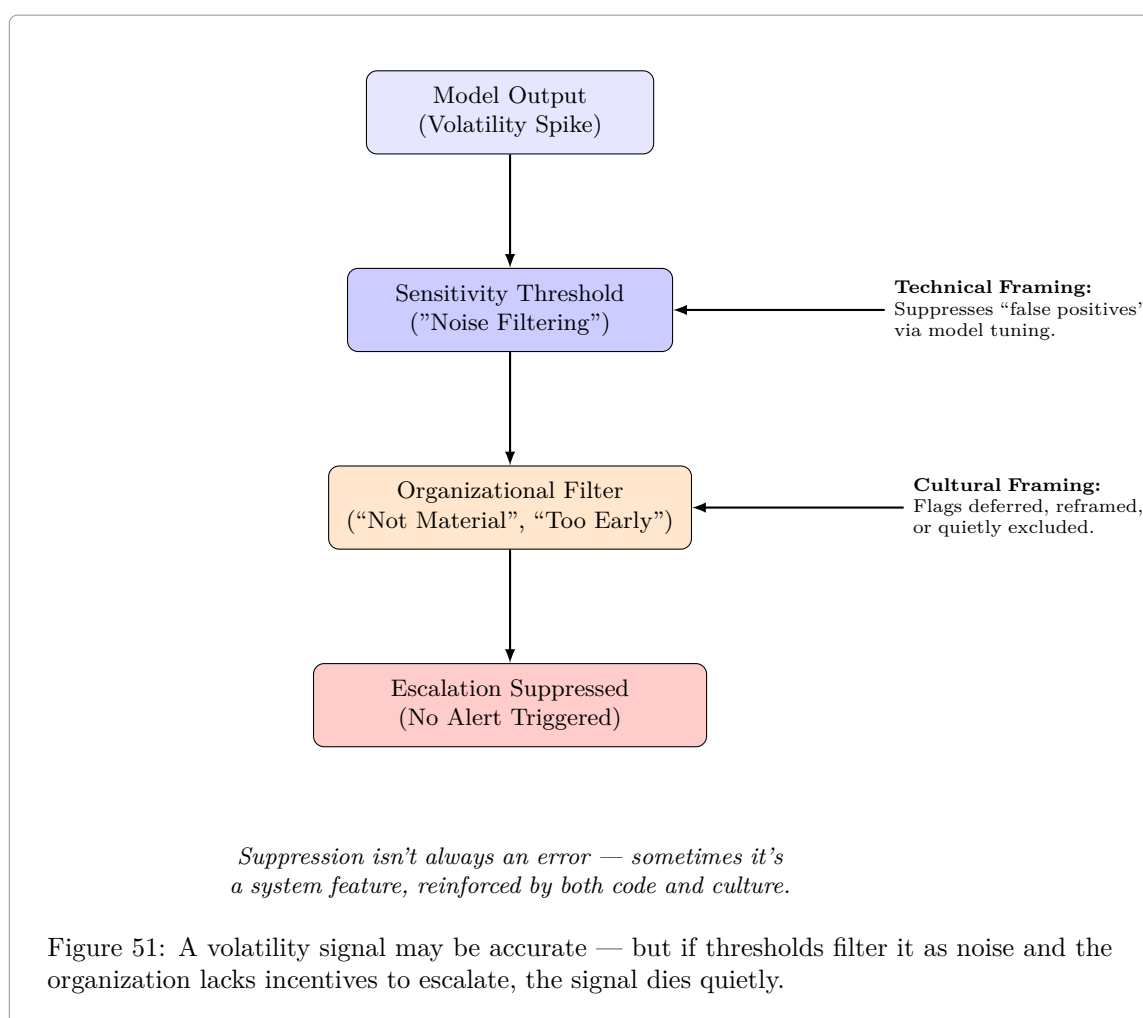 Model Output
(Volatility Spike)
Sensitivity Threshold
(”Noise Filtering”)
Technical Framing:
Suppresses “false positives”
via model tuning.
Organizational Filter
(“Not Material”, “Too Early”)
Cultural Framing:
Flags deferred, reframed,
or quietly excluded.
Escalation Suppressed
(No Alert Triggered)
Suppression isn’t always an error — sometimes it’s
a system feature, reinforced by both code and culture.
Figure 51: A volatility signal may be accurate — but if thresholds filter it as noise and the
organization lacks incentives to escalate, the signal dies quietly.